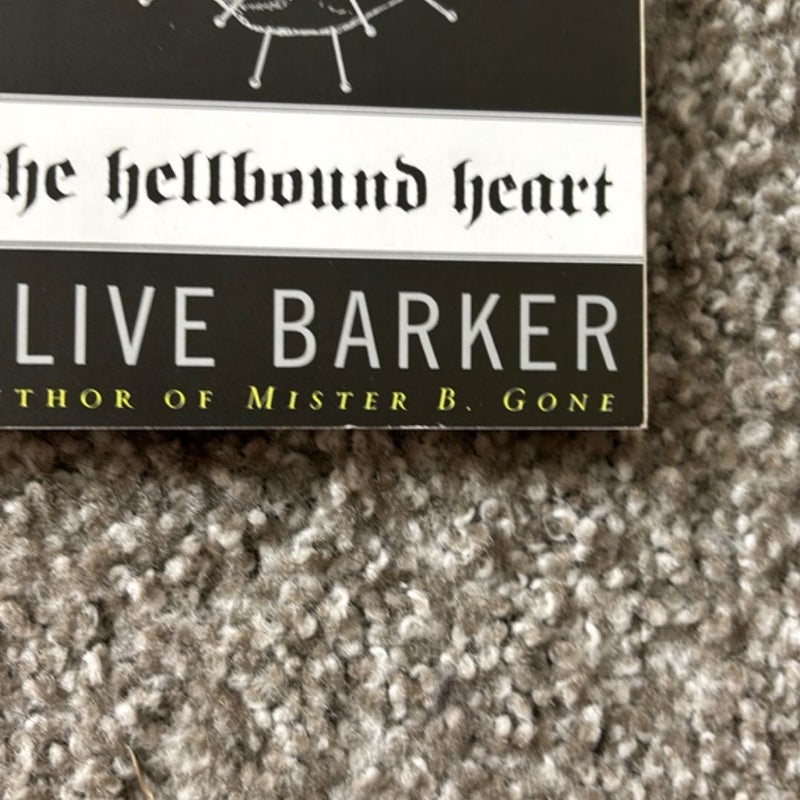 he hellbound heart
LIVE BARKER
THOR OF MISTER B. GONE